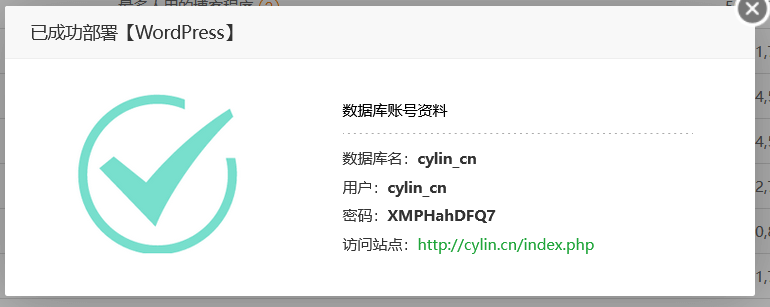 已成功部署【WordPress】
数据库账号资料
数据库名：cylin_cn
用户：cylin_cn
密码：XMPHahDFQ7
访问站点：http://cylin.cn/index.php